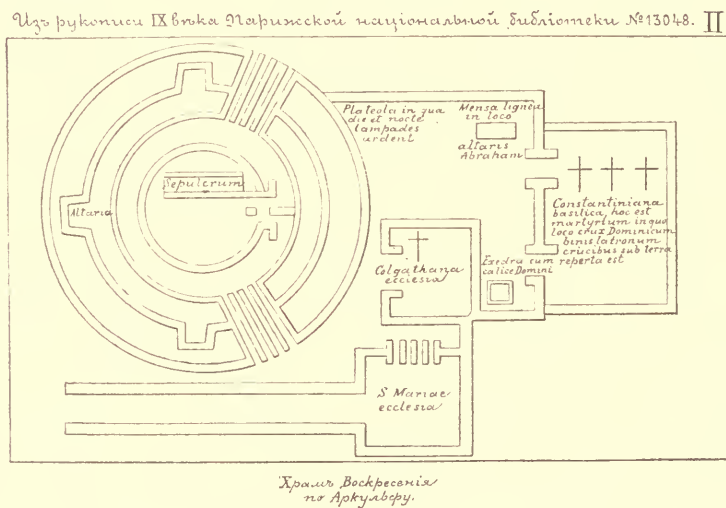 Изъ рукописи IX вѣка Парижской національной библіотеки №13048. II
Plateola in qua
die et nocte
lampades
ardent
Mensa lignea
in loco
altaris
Abraham
Sepulcrum
Altaria
Constantiniana
basilica, hoc est
martyrium in quo
loco crux Dominicum
binis latronum
crucibus sub terra
reperta est
Golgathana
ecclesia
Exedra cum
calice Domini
S Mariae
ecclesia
Храмъ Воскресенія
по Аркульфу.